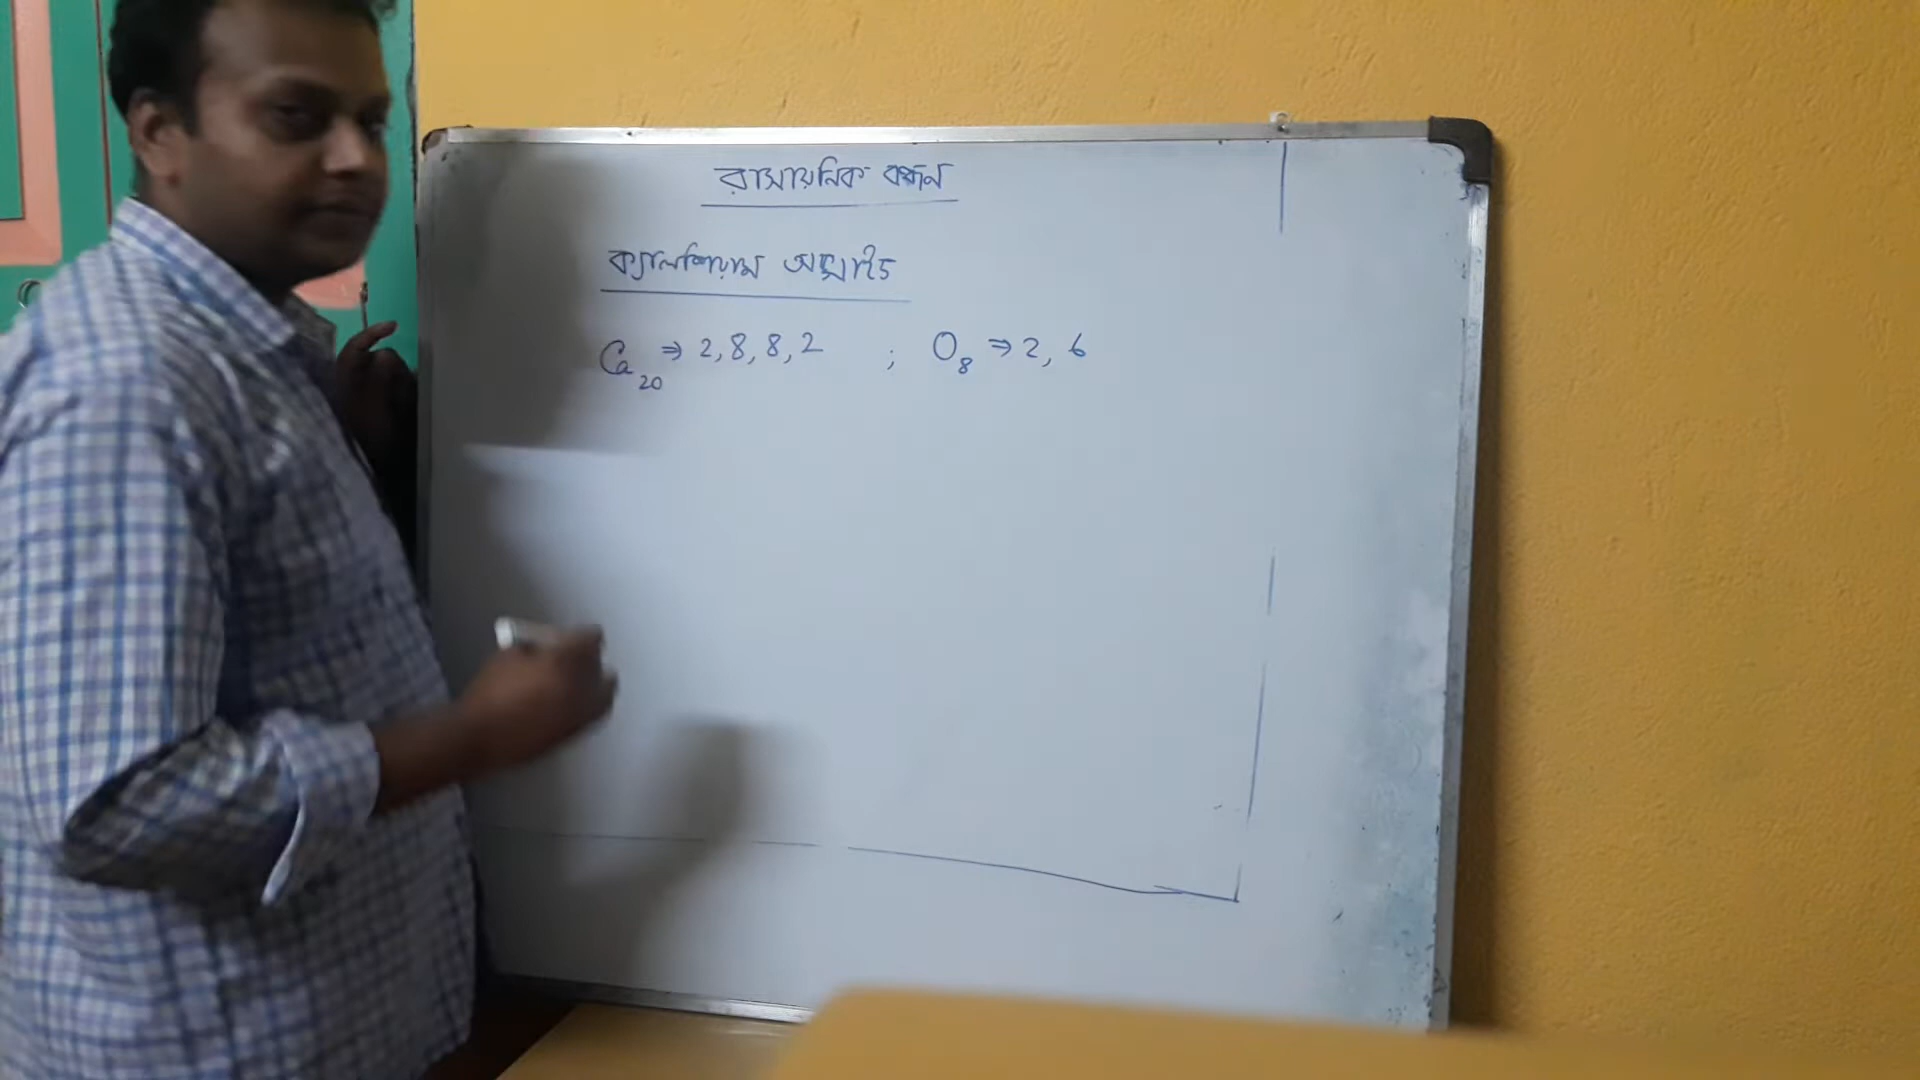 রাসায়নিক বন্ধন
ক্যালশিয়াম অক্সাইড
Ca₂₀ ⇒ 2, 8, 8, 2 ; O₈ ⇒ 2, 6